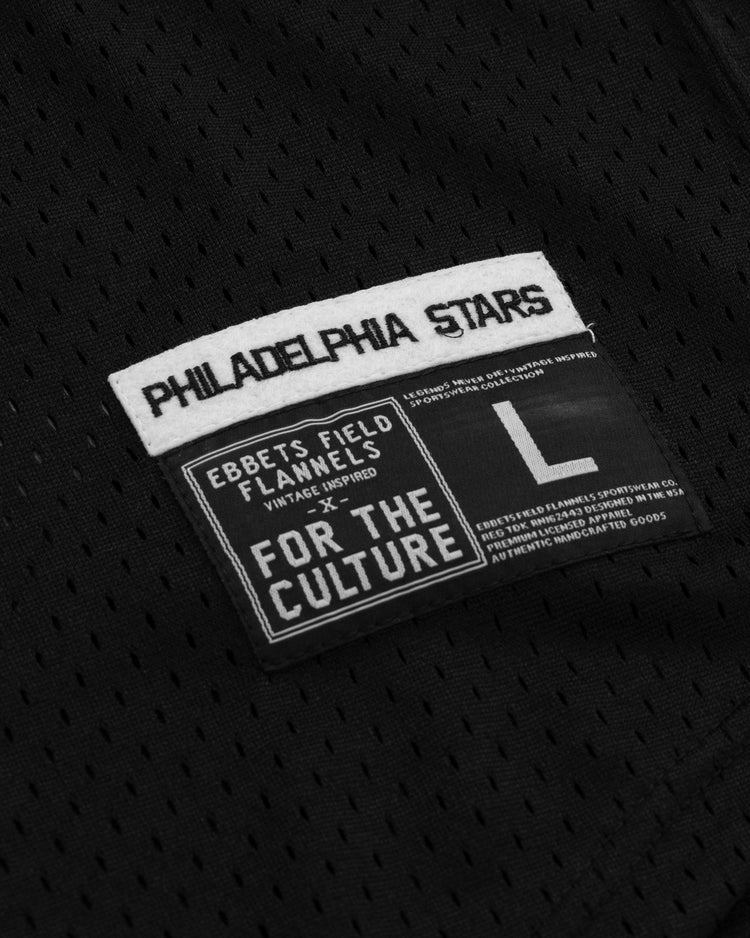 PHILADELPHIA STARS
EBBETS FIELD
FLANNELS
VINTAGE INSPIRED
-X-
FOR THE
CULTURE
LEGENDS NEVER DIE! VINTAGE INSPIRED
SPORTSWEAR COLLECTION
L
EBBETS FIELD FLANNELS SPORTSWEAR CO.
REG TDK RN162443 DESIGNED IN THE USA
PREMIUM LICENSED APPAREL
AUTHENTIC HANDCRAFTED GOODS